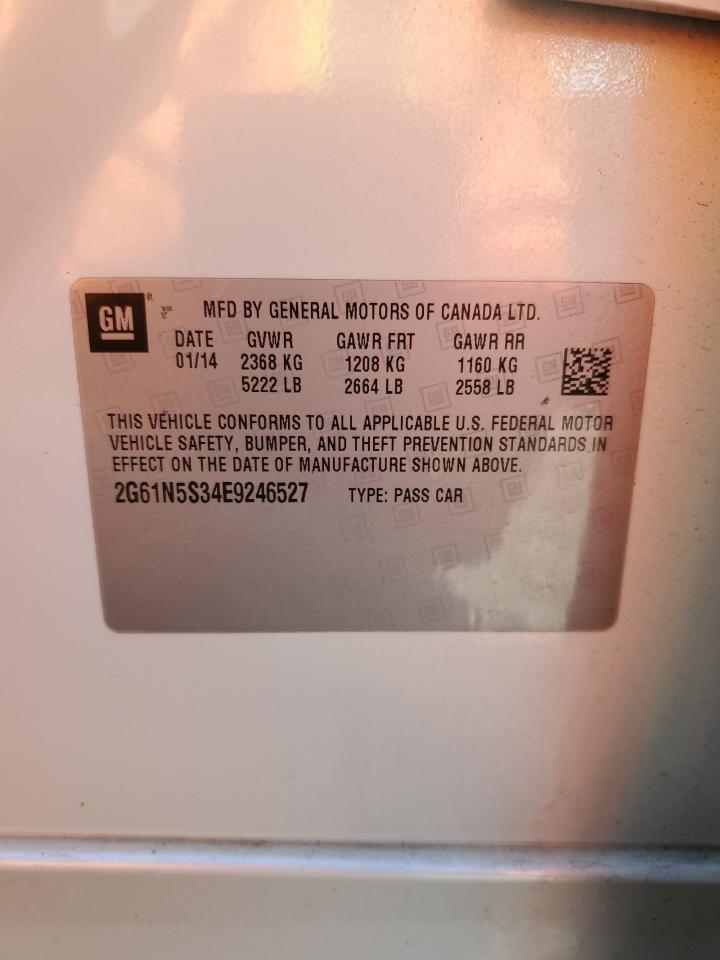 GM
MFD BY GENERAL MOTORS OF CANADA LTD.
DATE GVWR GAWR FRT GAWR RR
01/14 2368 KG 1208 KG 1160 KG
5222 LB 2664 LB 2558 LB
THIS VEHICLE CONFORMS TO ALL APPLICABLE U.S. FEDERAL MOTOR
VEHICLE SAFETY, BUMPER, AND THEFT PREVENTION STANDARDS IN
EFFECT ON THE DATE OF MANUFACTURE SHOWN ABOVE.
2G61N5S34E9246527 TYPE: PASS CAR